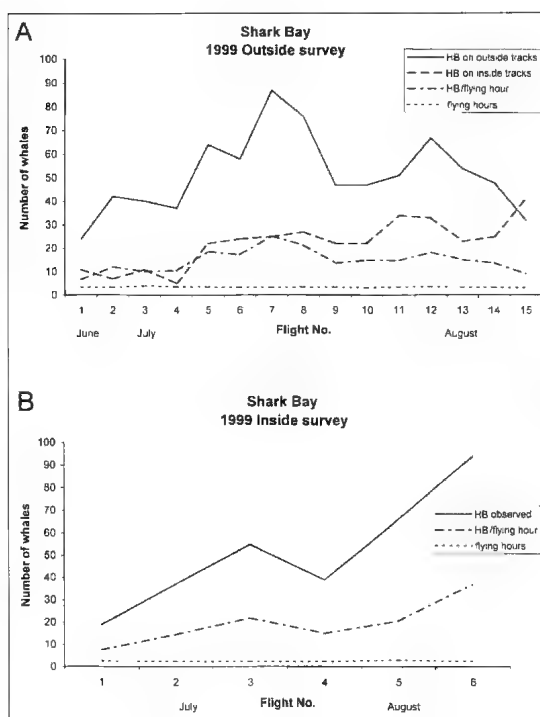 A
Shark Bay
1999 Outside survey
HB on outside tracks
HB on inside tracks
HB/flying hour
flying hours
Number of whales
100
90
80
70
60
50
40
30
20
10
0
1 2 3 4 5 6 7 8 9 10 11 12 13 14 15
June July Flight No. August
B
Shark Bay
1999 Inside survey
HB observed
HB/flying hour
flying hours
Number of whales
100
90
80
70
60
50
40
30
20
10
0
1 2 3 4 5 6
July Flight No. August